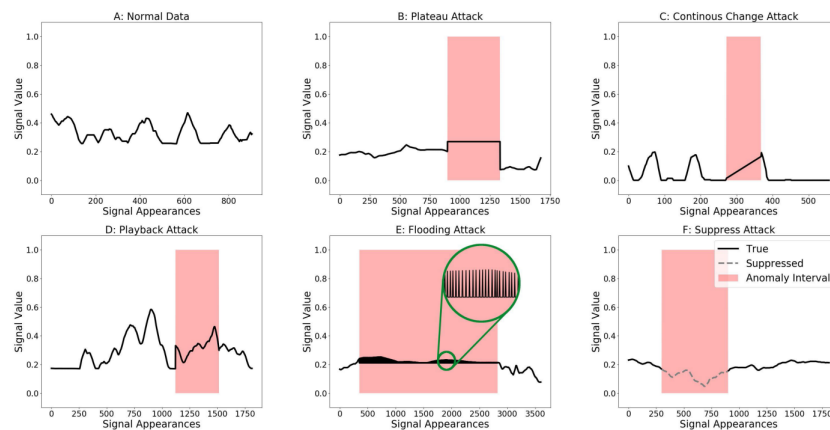 A: Normal Data
1.0
0.8
0.6
0.4
0.2
0.0
Signal Value
0 200 400 600 800
Signal Appearances
B: Plateau Attack
1.0
0.8
0.6
0.4
0.2
0.0
Signal Value
0 250 500 750 1000 1250 1500 1750
Signal Appearances
C: Continous Change Attack
1.0
0.8
0.6
0.4
0.2
0.0
Signal Value
0 100 200 300 400 500
Signal Appearances
D: Playback Attack
1.0
0.8
0.6
0.4
0.2
0.0
Signal Value
0 250 500 750 1000 1250 1500 1750
Signal Appearances
E: Flooding Attack
1.0
0.8
0.6
0.4
0.2
0.0
Signal Value
0 500 1000 1500 2000 2500 3000 3500
Signal Appearances
F: Suppress Attack
1.0
0.8
0.6
0.4
0.2
0.0
Signal Value
True
Suppressed
Anomaly Interval
0 250 500 750 1000 1250 1500 1750
Signal Appearances